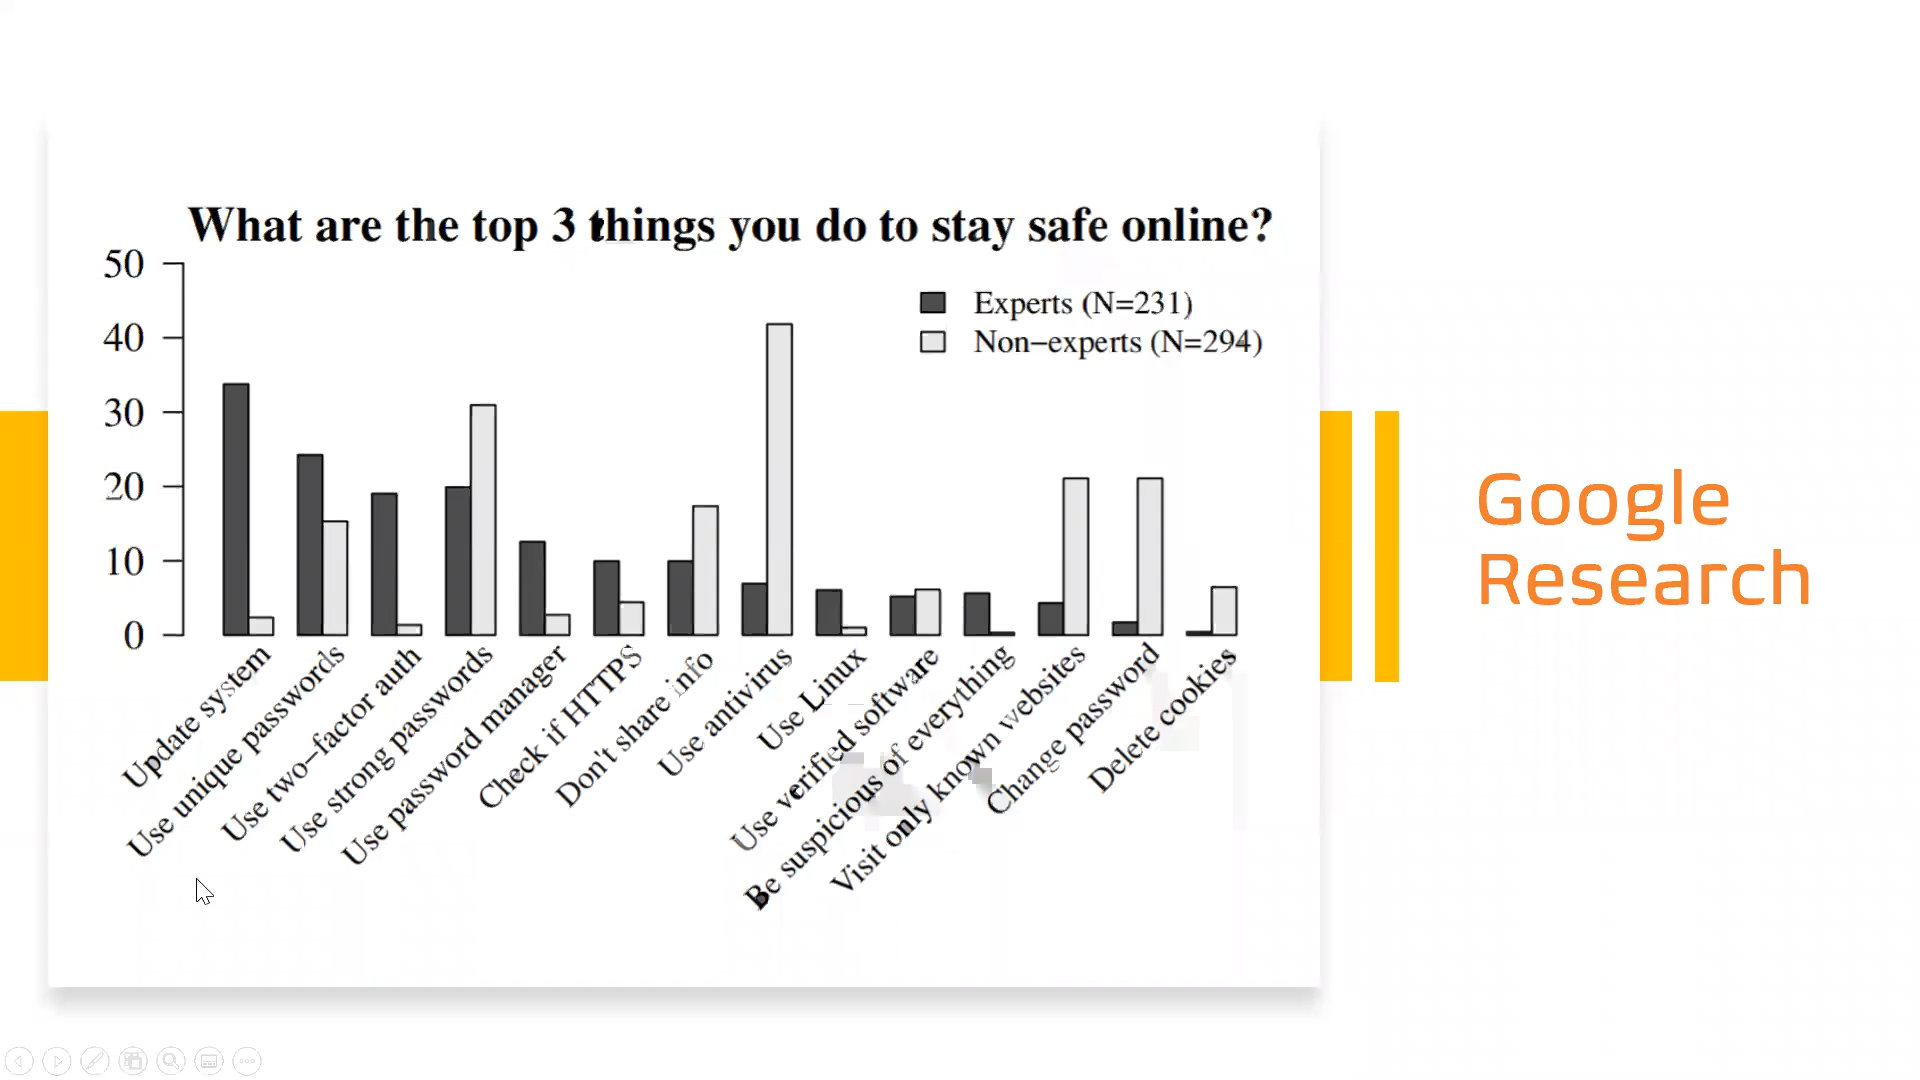 What are the top 3 things you do to stay safe online?
50
40
30
20
10
0
Experts (N=231)
Non−experts (N=294)
Update system
Use unique passwords
Use two−factor auth
Use strong passwords
Use password manager
Check if HTTPS
Don't share info
Use antivirus
Use Linux
Use verified software
Be suspicious of everything
Visit only known websites
Change password
Delete cookies
Google
Research